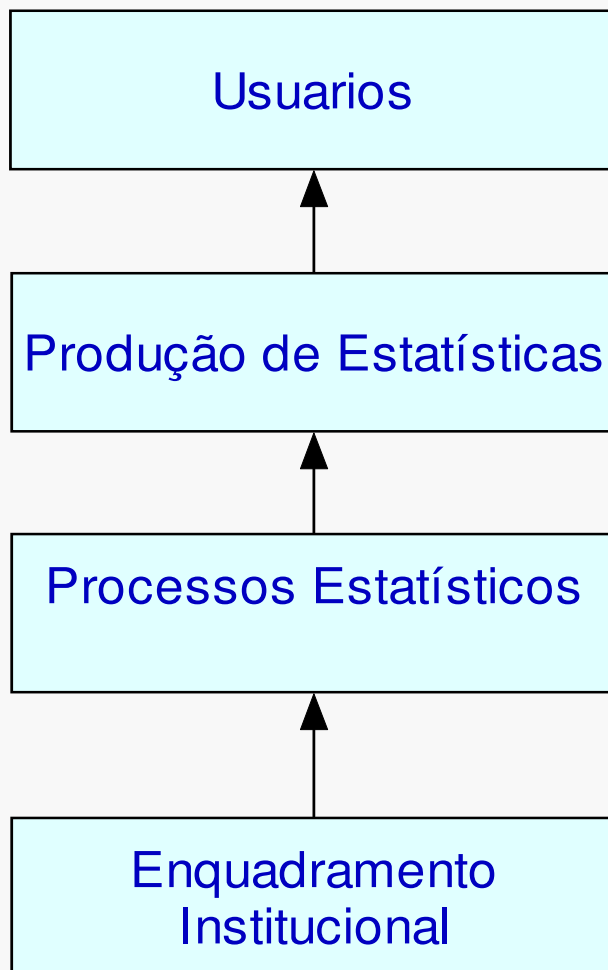 Usuarios
Produção de Estatísticas
Processos Estatísticos
Enquadramento
Institucional